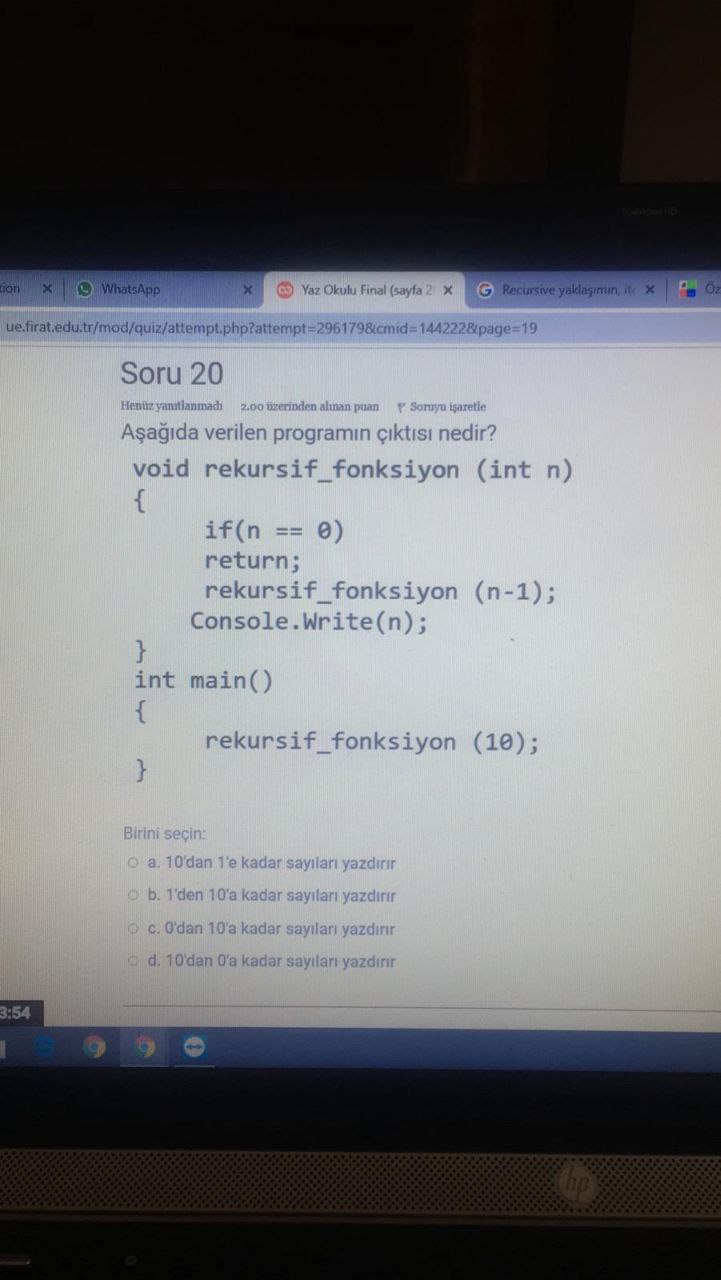 TrueVision HD
tion
WhatsApp
Yaz Okulu Final (sayfa 2
Recursive yaklaşımın, it
Öz
ue.firat.edu.tr/mod/quiz/attempt.php?attempt=296179&cmid=144222&page=19
Soru 20
Henüz yanıtlanmadı 2.00 üzerinden alınan puan Soruyu işaretle
Aşağıda verilen programın çıktısı nedir?
void rekursif_fonksiyon (int n)
{
if(n == 0)
return;
rekursif_fonksiyon (n-1);
Console.Write(n);
}
int main()
{
rekursif_fonksiyon (10);
}
Birini seçin:
a. 10'dan 1'e kadar sayıları yazdırır
b. 1'den 10'a kadar sayıları yazdırır
c. 0'dan 10'a kadar sayıları yazdırır
d. 10'dan 0'a kadar sayıları yazdırır
3:54
hp